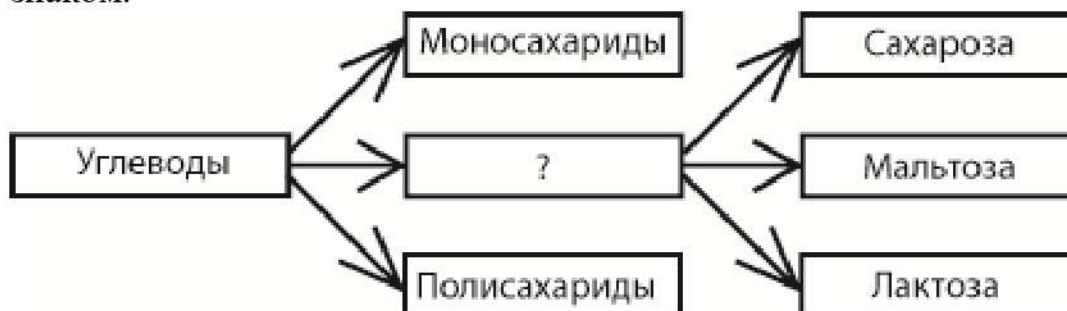 знаком.
Моносахариды
Сахароза
Углеводы
?
Мальтоза
Полисахариды
Лактоза